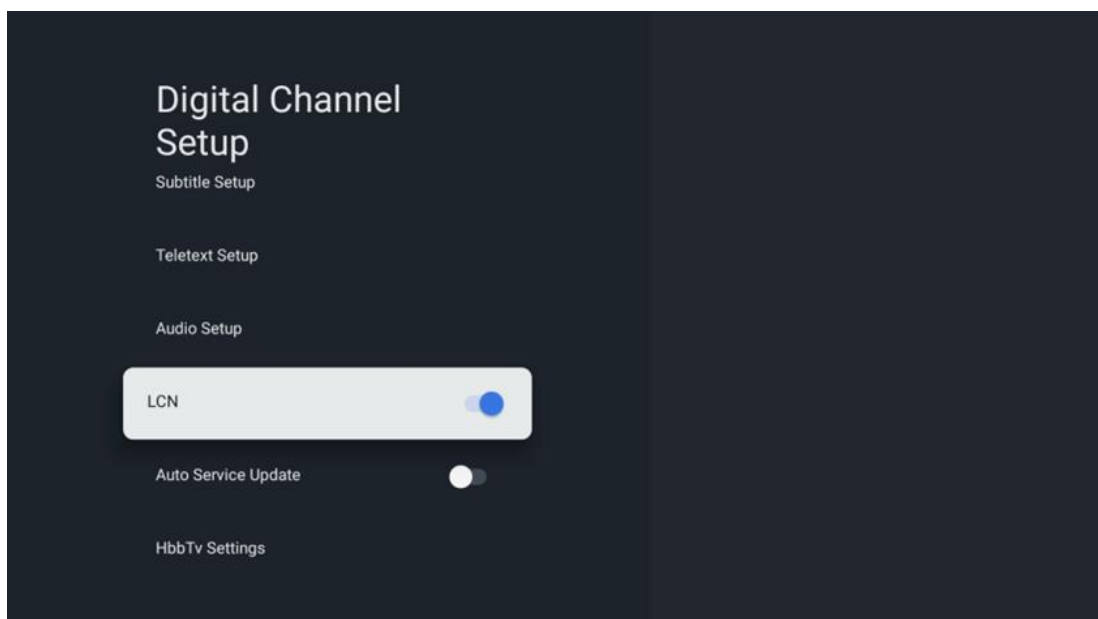 Digital Channel
Setup
Subtitle Setup
Teletext Setup
Audio Setup
LCN
Auto Service Update
HbbTv Settings